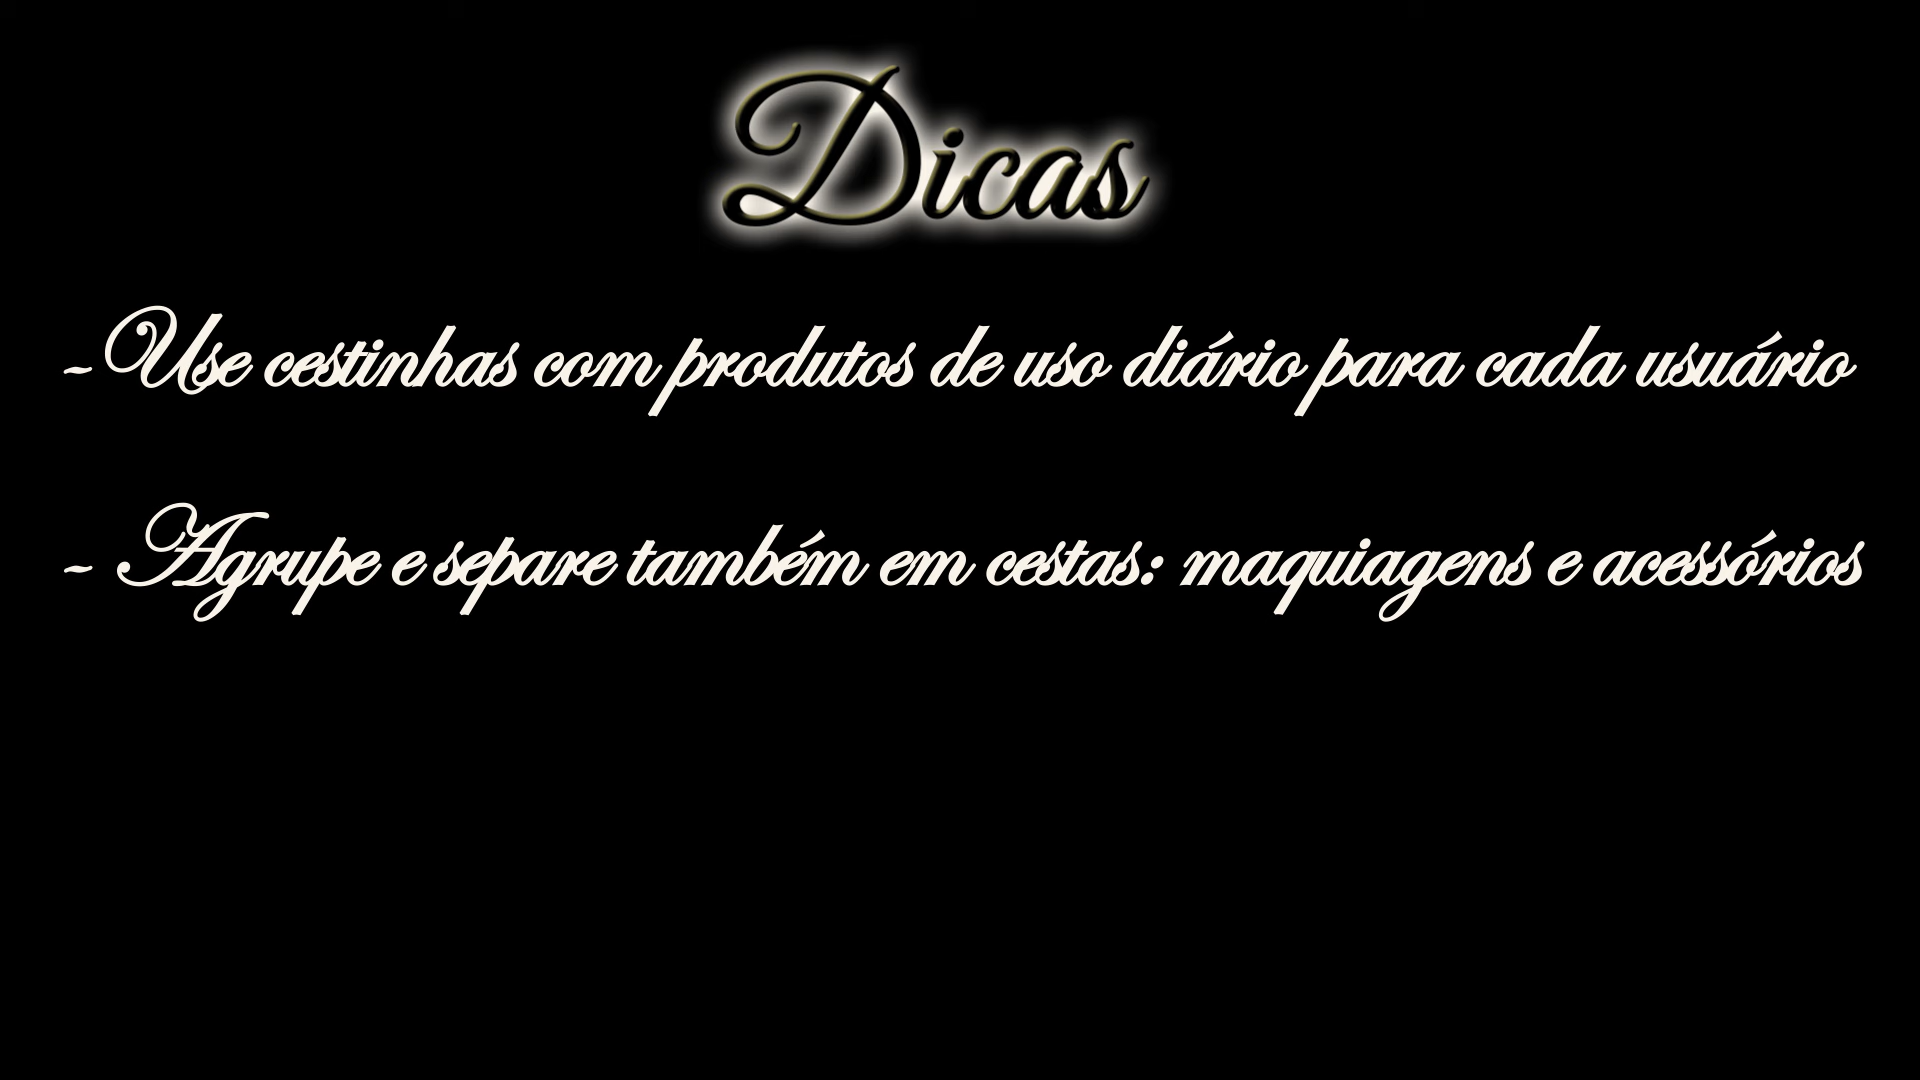 Dicas
- Use cestinhas com produtos de uso diário para cada usuário
- Agrupe e separe também em cestas: maquiagens e acessórios